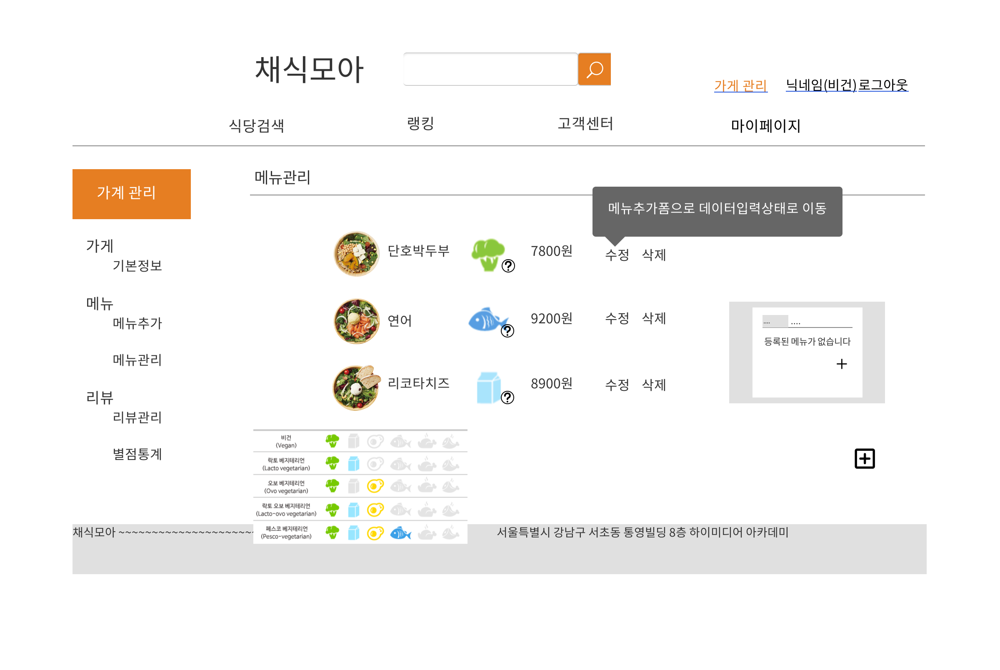 채식모아
가게 관리 닉네임(비건) 로그아웃
식당검색 랭킹 고객센터 마이페이지
가계 관리
메뉴관리
메뉴추가폼으로 데이터입력상태로 이동
가게
기본정보
메뉴
메뉴추가
메뉴관리
리뷰
리뷰관리
별점통계
단호박두부 7800원 수정 삭제
연어 9200원 수정 삭제
리코타치즈 8900원 수정 삭제
.... ....
등록된 메뉴가 없습니다
비건
(Vegan)
락토 베지테리언
(Lacto vegetarian)
오보 베지테리언
(Ovo vegetarian)
락토 오보 베지테리언
(Lacto-ovo vegetarian)
페스코 베지테리언
(Pesco-vegetarian)
채식모아 ~~~~~~~~~~~~~~~~~~~~~ 서울특별시 강남구 서초동 통영빌딩 8층 하이미디어 아카데미